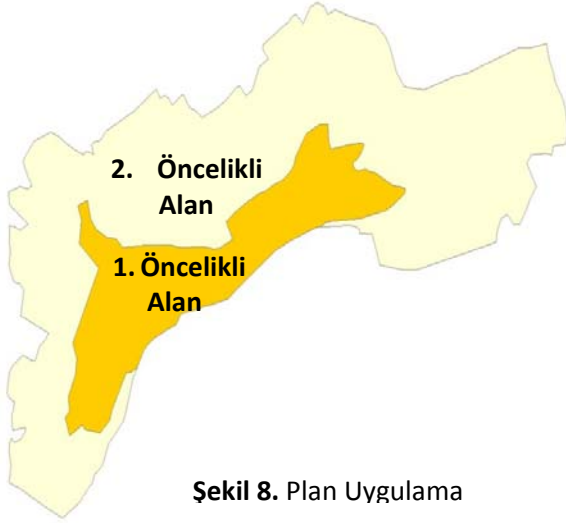 2. Öncelikli
Alan
1. Öncelikli
Alan
Şekil 8. Plan Uygulama